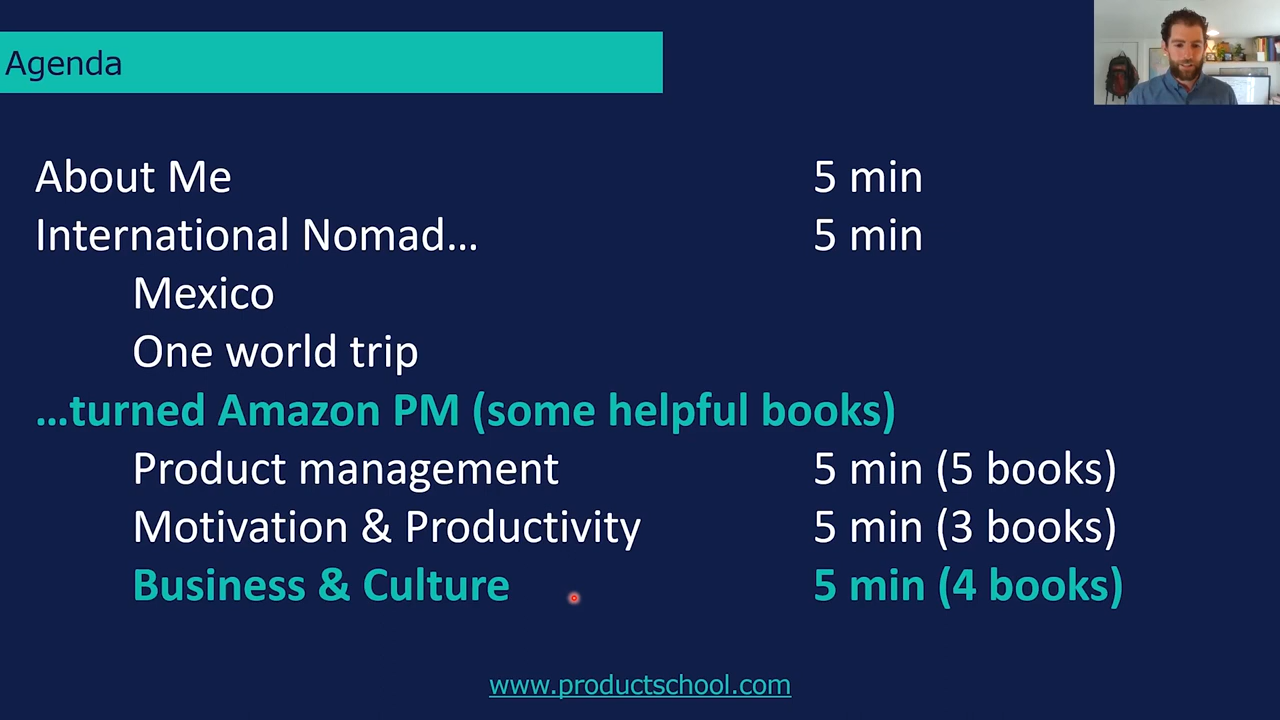 Agenda
About Me 5 min
International Nomad... 5 min
Mexico
One world trip
...turned Amazon PM (some helpful books)
Product management 5 min (5 books)
Motivation & Productivity 5 min (3 books)
Business & Culture 5 min (4 books)
www.productschool.com